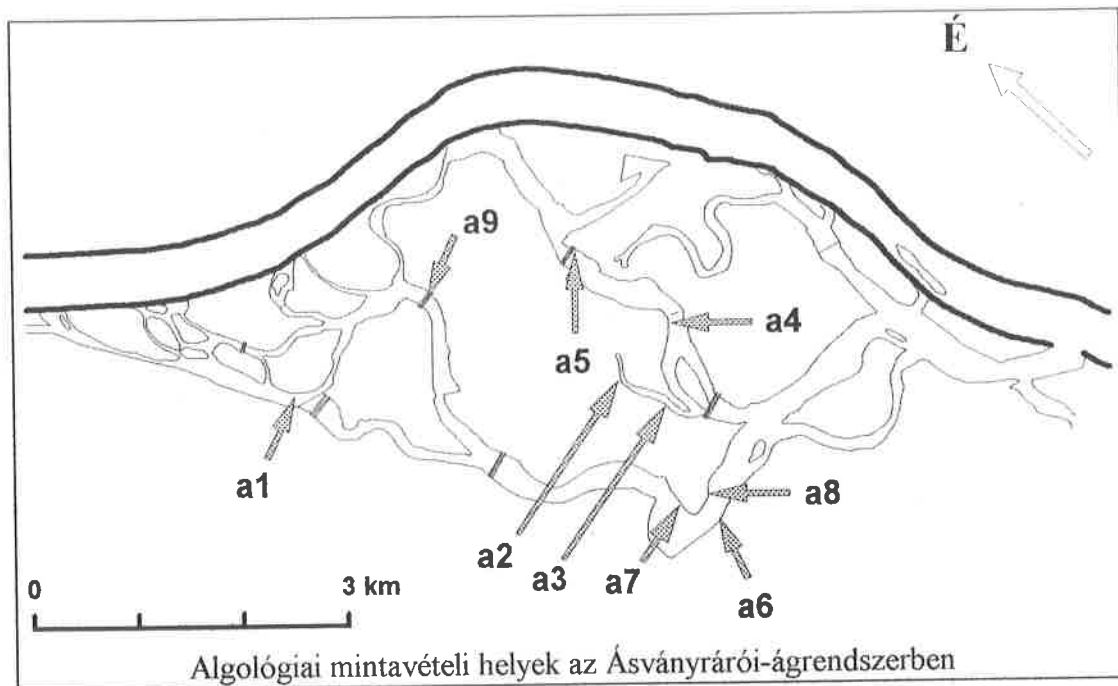 É
a9
a4
a5
a1
a8
a2
a3
a7
a6
0
3 km
Algológiai mintavételi helyek az Ásványrárói-ágrendszerben